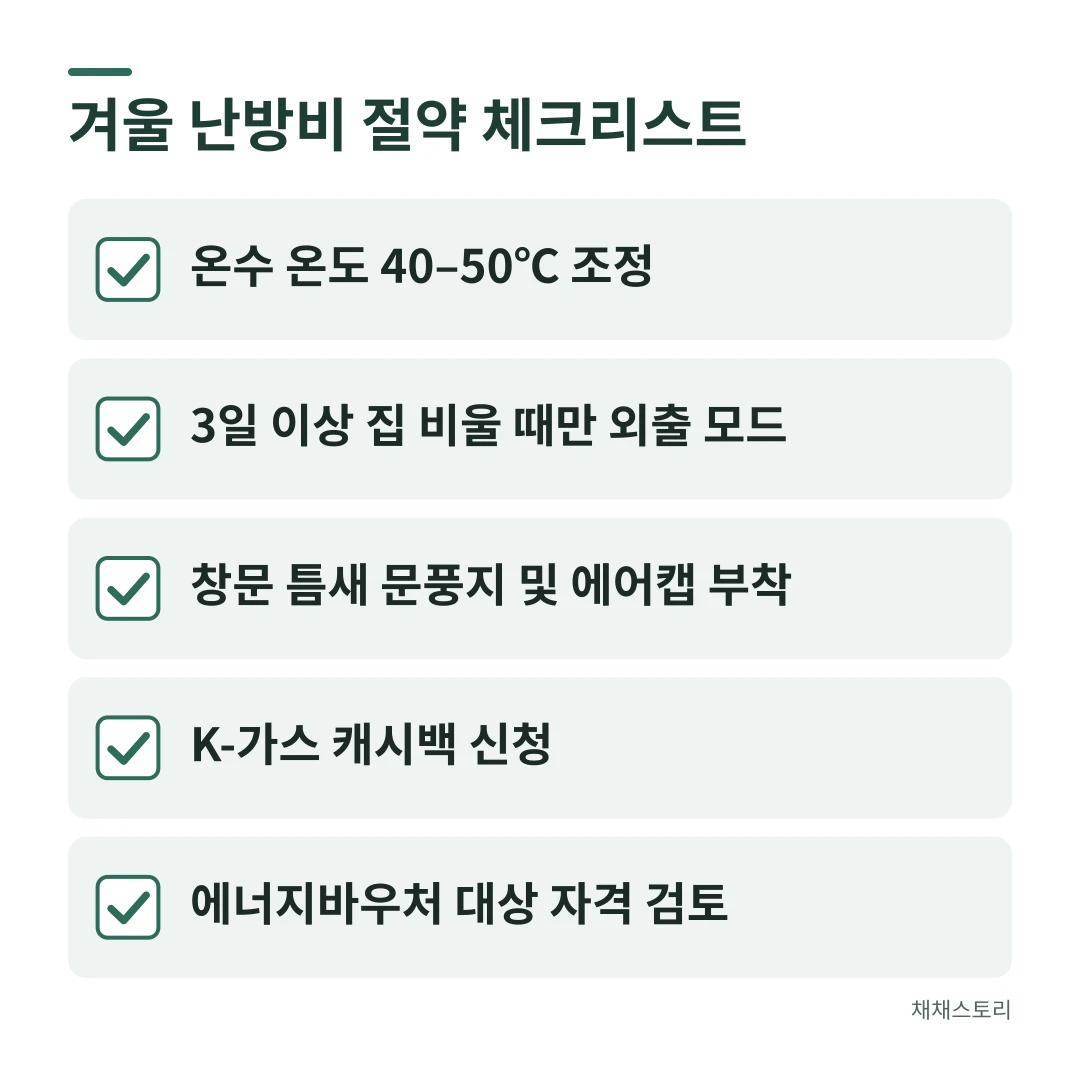 겨울 난방비 절약 체크리스트
온수 온도 40–50℃ 조정
3일 이상 집 비울 때만 외출 모드
창문 틈새 문풍지 및 에어캡 부착
K-가스 캐시백 신청
에너지바우처 대상 자격 검토
채채스토리